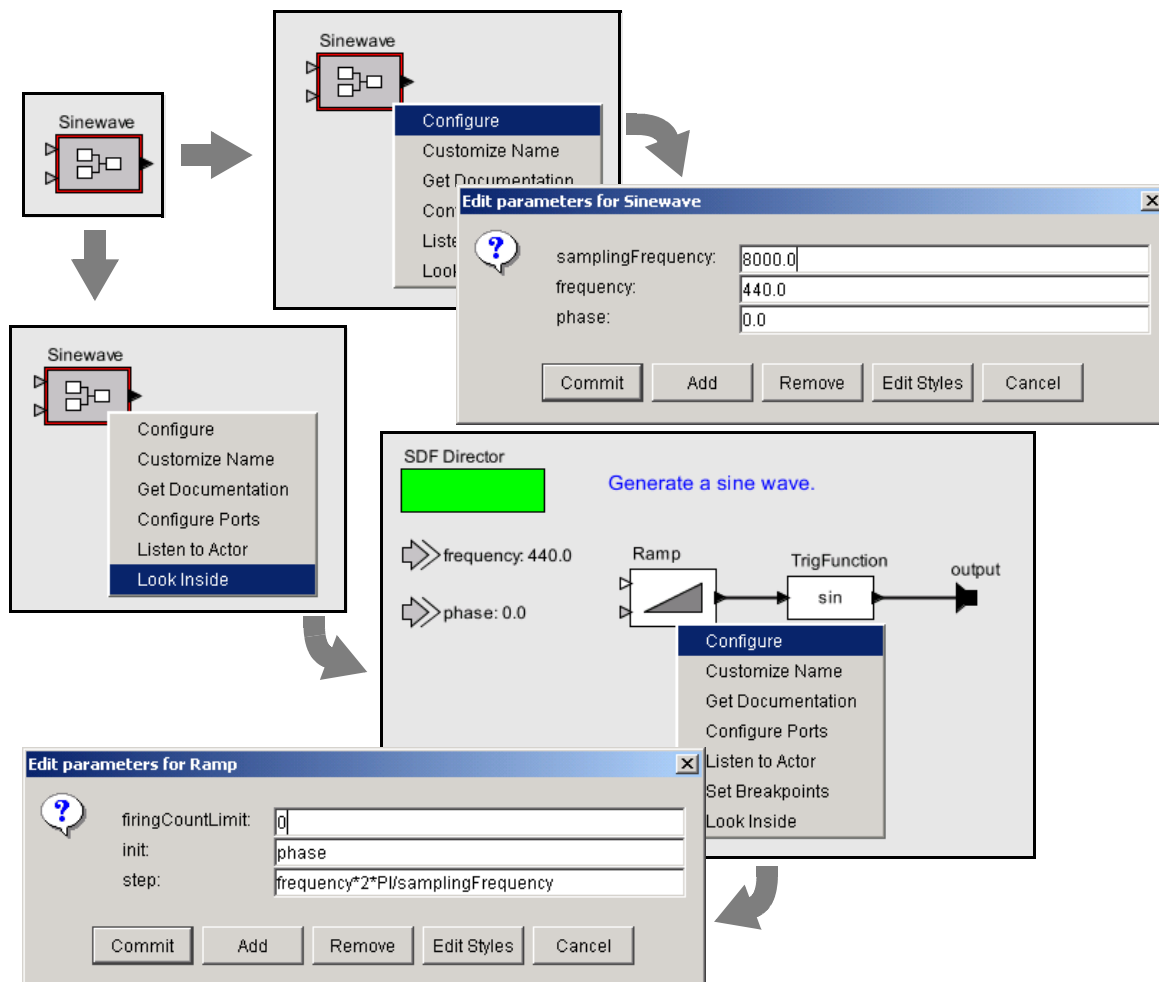 Sinewave
Sinewave
Configure
Customize Name
Get Documentation
Edit parameters for Sinewave
samplingFrequency: 8000.0
frequency: 440.0
phase: 0.0
Commit Add Remove Edit Styles Cancel
Sinewave
Configure
Customize Name
Get Documentation
Configure Ports
Listen to Actor
Look Inside
SDF Director
Generate a sine wave.
frequency: 440.0
phase: 0.0
Ramp
TrigFunction
sin
output
Configure
Customize Name
Get Documentation
Configure Ports
Listen to Actor
Set Breakpoints
Look Inside
Edit parameters for Ramp
firingCountLimit: 0
init: phase
step: frequency*2*PI/samplingFrequency
Commit Add Remove Edit Styles Cancel